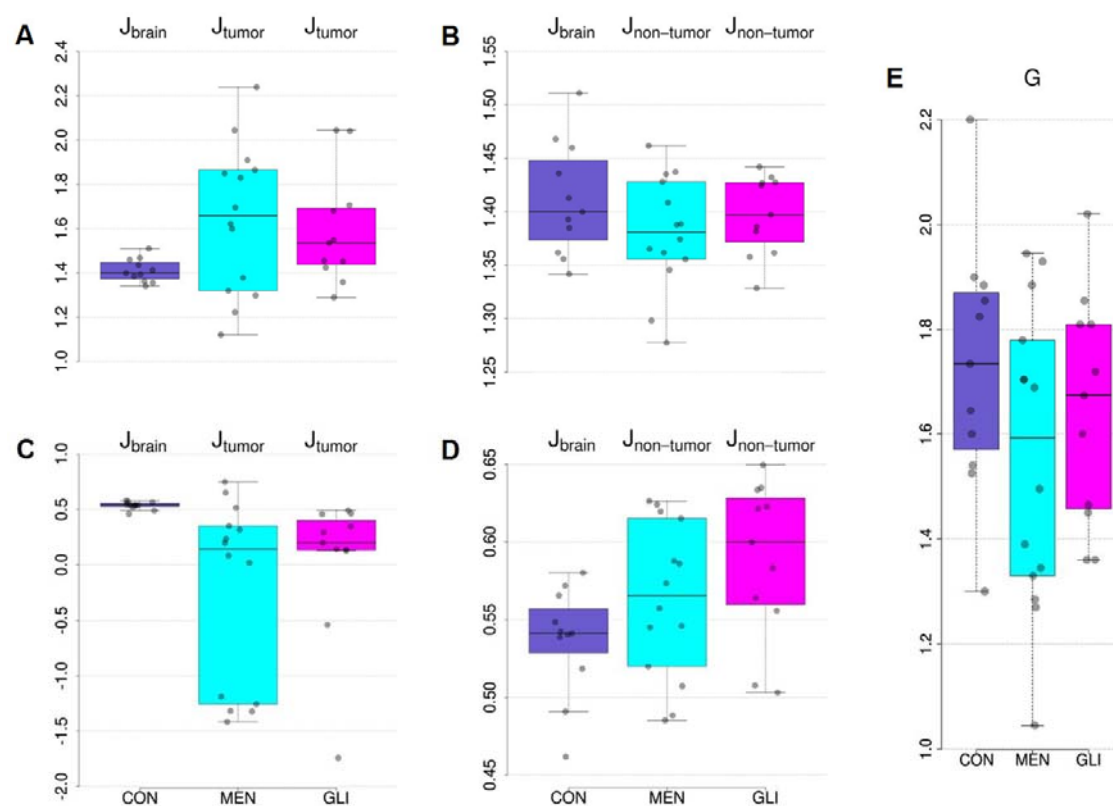 A
J_brain J_tumor J_tumor
2.4
2.2
2.0
1.8
1.6
1.4
1.2
1.0
B
J_brain J_non−tumor J_non−tumor
1.55
1.50
1.45
1.40
1.35
1.30
1.25
C
J_brain J_tumor J_tumor
1.0
0.5
0.0
-0.5
-1.0
-1.5
-2.0
CON MEN GLI
D
J_brain J_non−tumor J_non−tumor
0.65
0.60
0.55
0.50
0.45
CON MEN GLI
E
G
2.2
2.0
1.8
1.6
1.4
1.2
1.0
CON MEN GLI